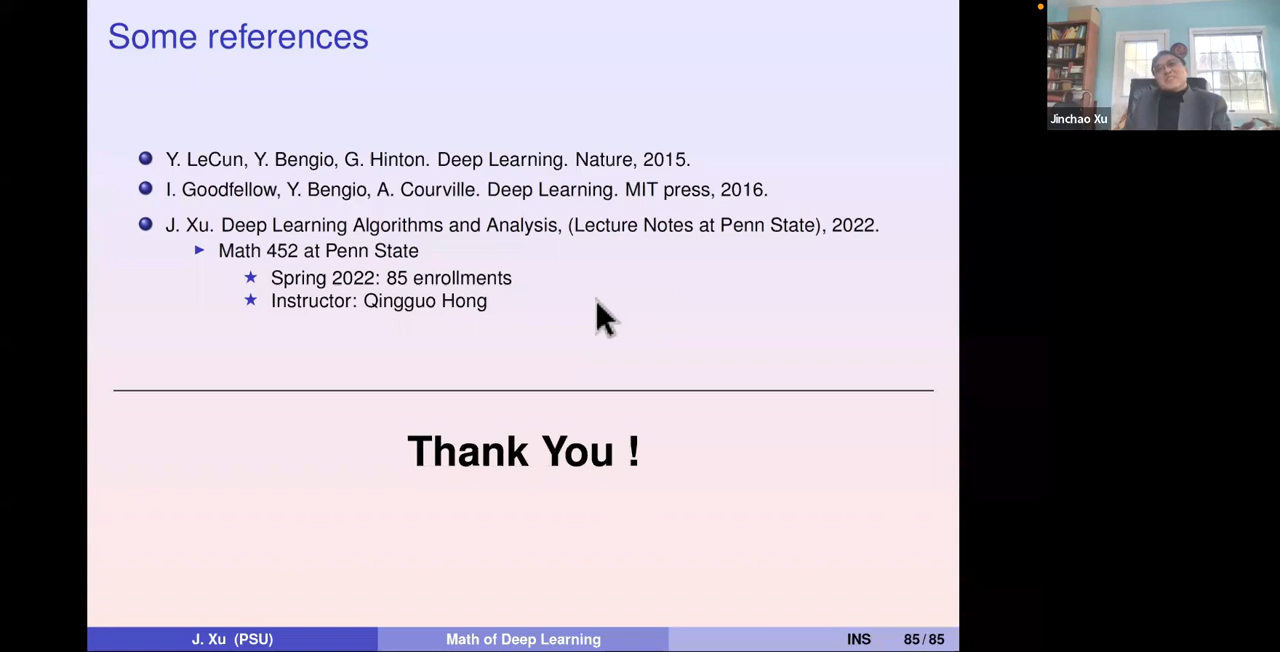 Some references
Jinchao Xu
Y. LeCun, Y. Bengio, G. Hinton. Deep Learning. Nature, 2015.
I. Goodfellow, Y. Bengio, A. Courville. Deep Learning. MIT press, 2016.
J. Xu. Deep Learning Algorithms and Analysis, (Lecture Notes at Penn State), 2022.
Math 452 at Penn State
Spring 2022: 85 enrollments
Instructor: Qingguo Hong
Thank You !
J. Xu (PSU) Math of Deep Learning INS 85/85